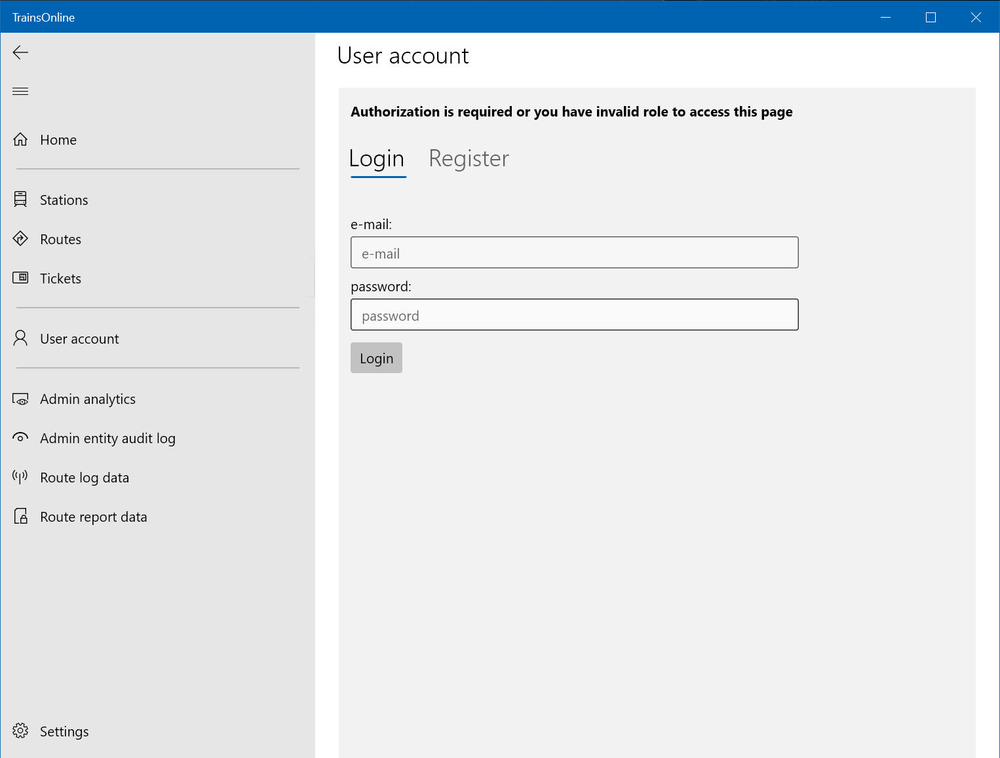 TrainsOnline
User account
Home
Stations
Routes
Tickets
User account
Admin analytics
Admin entity audit log
Route log data
Route report data
Settings
Authorization is required or you have invalid role to access this page
Login Register
e-mail:
e-mail
password:
password
Login